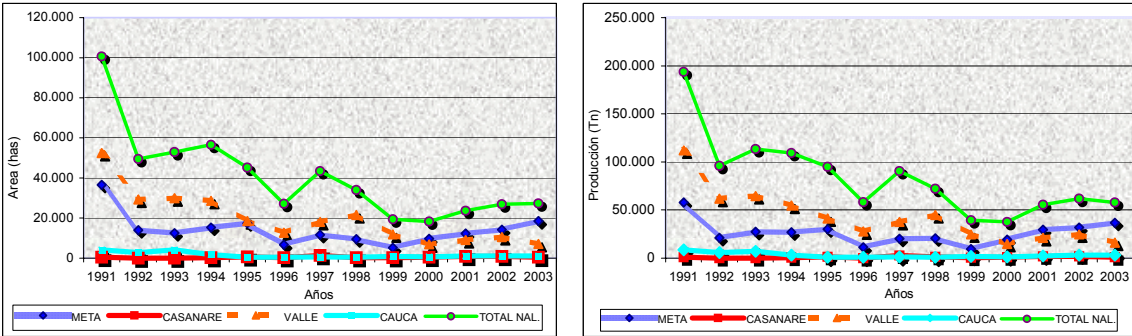 120.000
100.000
80.000
60.000
40.000
20.000
0
Area (has)
1991 1992 1993 1994 1995 1996 1997 1998 1999 2000 2001 2002 2003
Años
META CASANARE VALLE CAUCA TOTAL NAL.
250.000
200.000
150.000
100.000
50.000
0
Producción (Tn)
1991 1992 1993 1994 1995 1996 1997 1998 1999 2000 2001 2002 2003
Años
META CASANARE VALLE CAUCA TOTAL NAL.